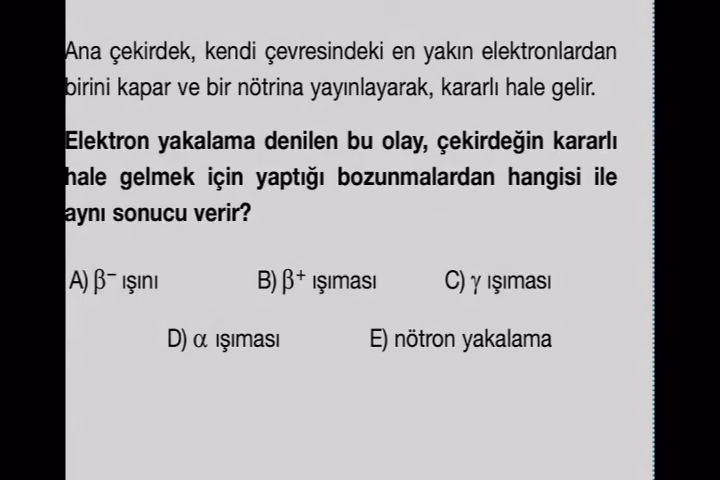 Ana çekirdek, kendi çevresindeki en yakın elektronlardan
birini kapar ve bir nötrina yayınlayarak, kararlı hale gelir.
Elektron yakalama denilen bu olay, çekirdeğin kararlı
hale gelmek için yaptığı bozunmalardan hangisi ile
aynı sonucu verir?
A) β⁻ ışını B) β⁺ ışıması C) γ ışıması
D) α ışıması E) nötron yakalama